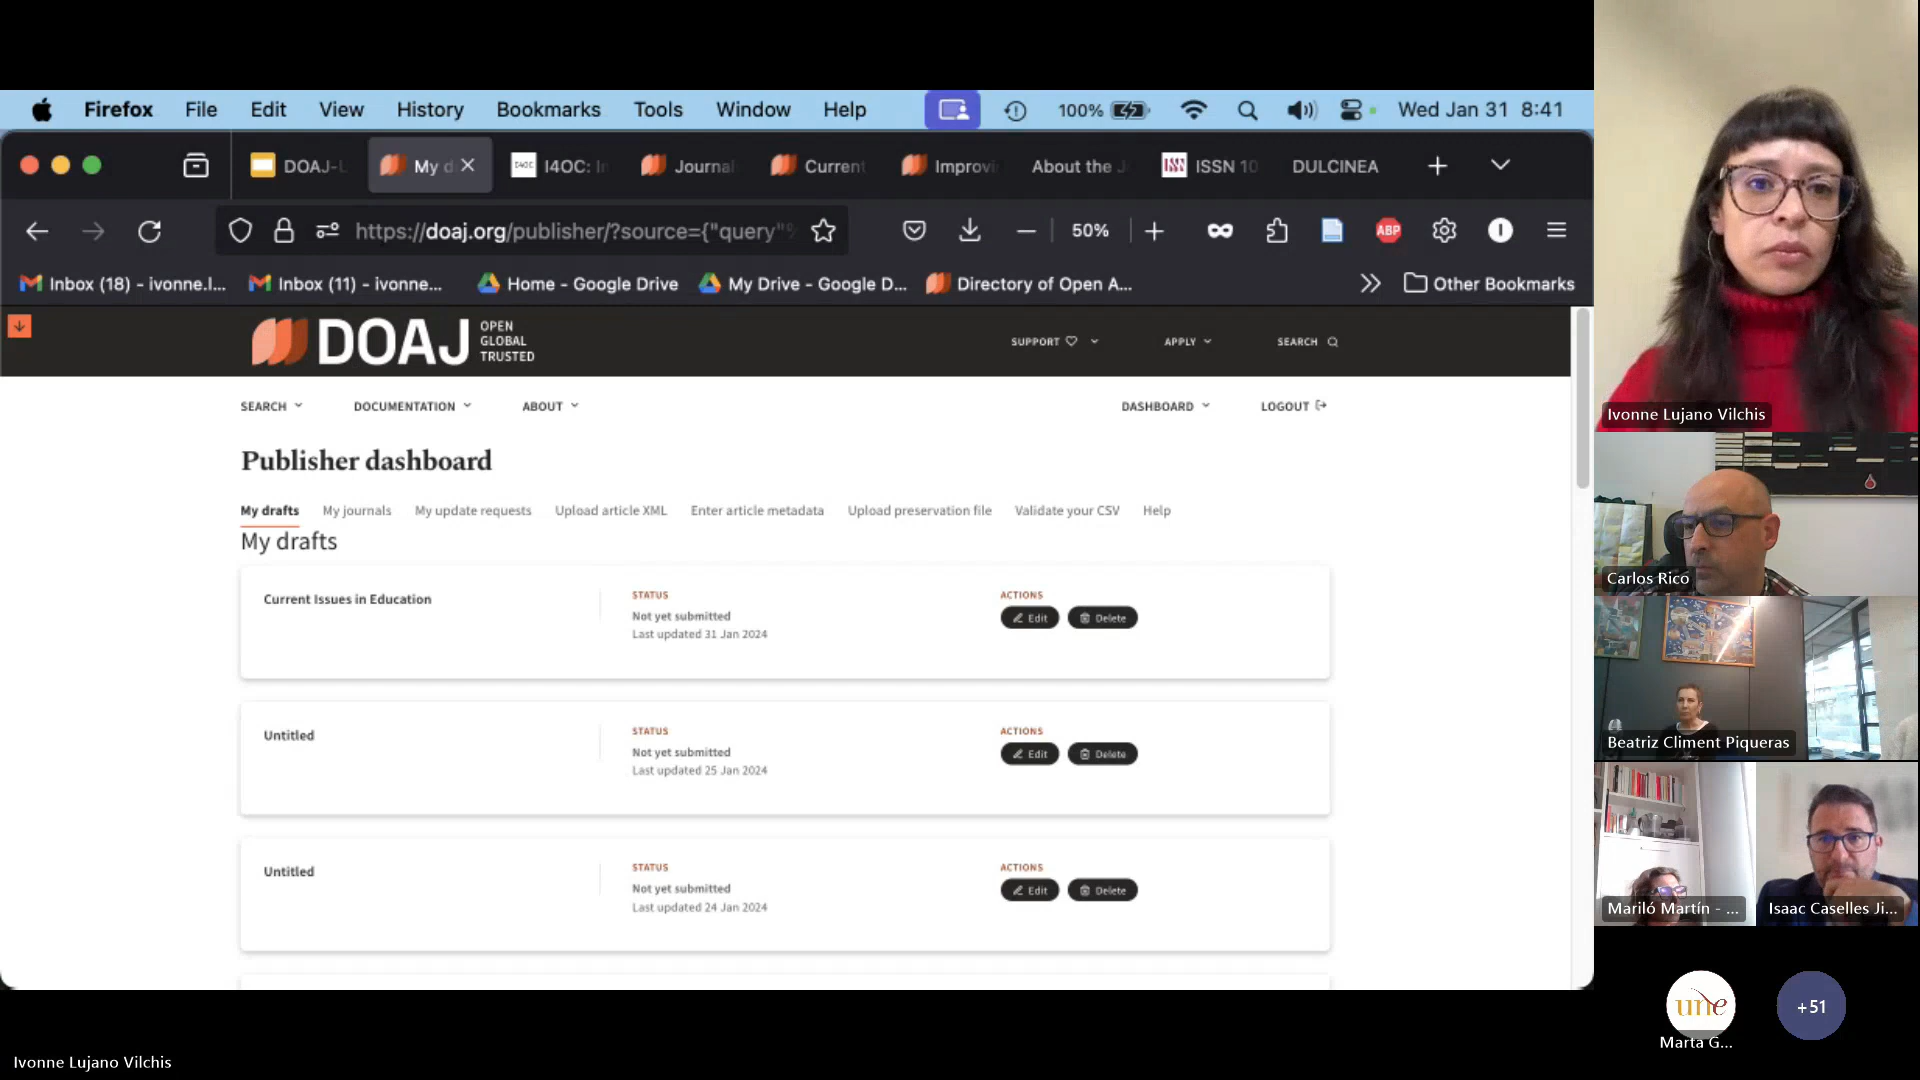 Firefox File Edit View History Bookmarks Tools Window Help 100% Wed Jan 31 8:41
DOAJ-L My d I4OC: In Journal Current Improvi About the J ISSN 10 DULCINEA
https://doaj.org/publisher/?source={"query"% 50% ABP I
Inbox (18) - ivonne.l... Inbox (11) - ivonne... Home - Google Drive My Drive - Google D... Directory of Open A... Other Bookmarks
DOAJ OPEN GLOBAL TRUSTED
SUPPORT APPLY SEARCH
SEARCH DOCUMENTATION ABOUT DASHBOARD LOGOUT
Publisher dashboard
My drafts My journals My update requests Upload article XML Enter article metadata Upload preservation file Validate your CSV Help
My drafts
Current Issues in Education
STATUS
Not yet submitted
Last updated 31 Jan 2024
ACTIONS
Edit Delete
Untitled
STATUS
Not yet submitted
Last updated 25 Jan 2024
ACTIONS
Edit Delete
Untitled
STATUS
Not yet submitted
Last updated 24 Jan 2024
ACTIONS
Edit Delete
Ivonne Lujano Vilchis
Carlos Rico
Beatriz Climent Piqueras
Mariló Martín - ...
Isaac Caselles Ji...
une
Marta G...
+51
Ivonne Lujano Vilchis